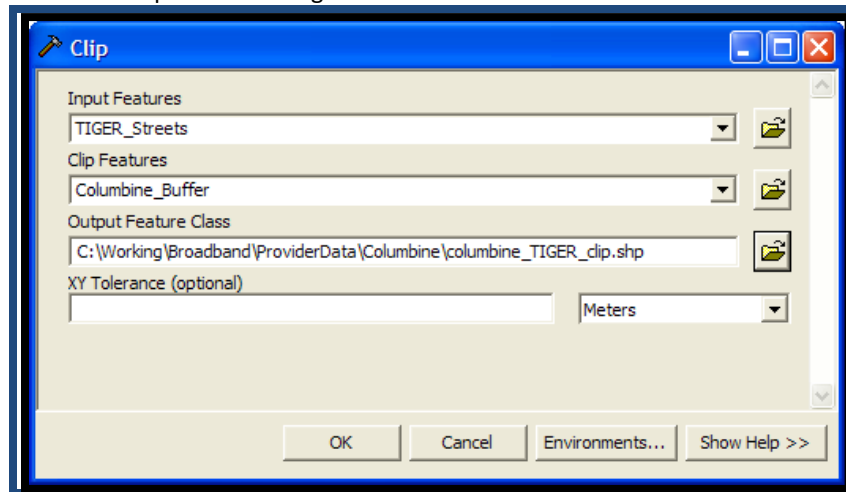 Clip
Input Features
TIGER_Streets
Clip Features
Columbine_Buffer
Output Feature Class
C:\Working\Broadband\ProviderData\Columbine\columbine_TIGER_clip.shp
XY Tolerance (optional)
Meters
OK Cancel Environments... Show Help >>